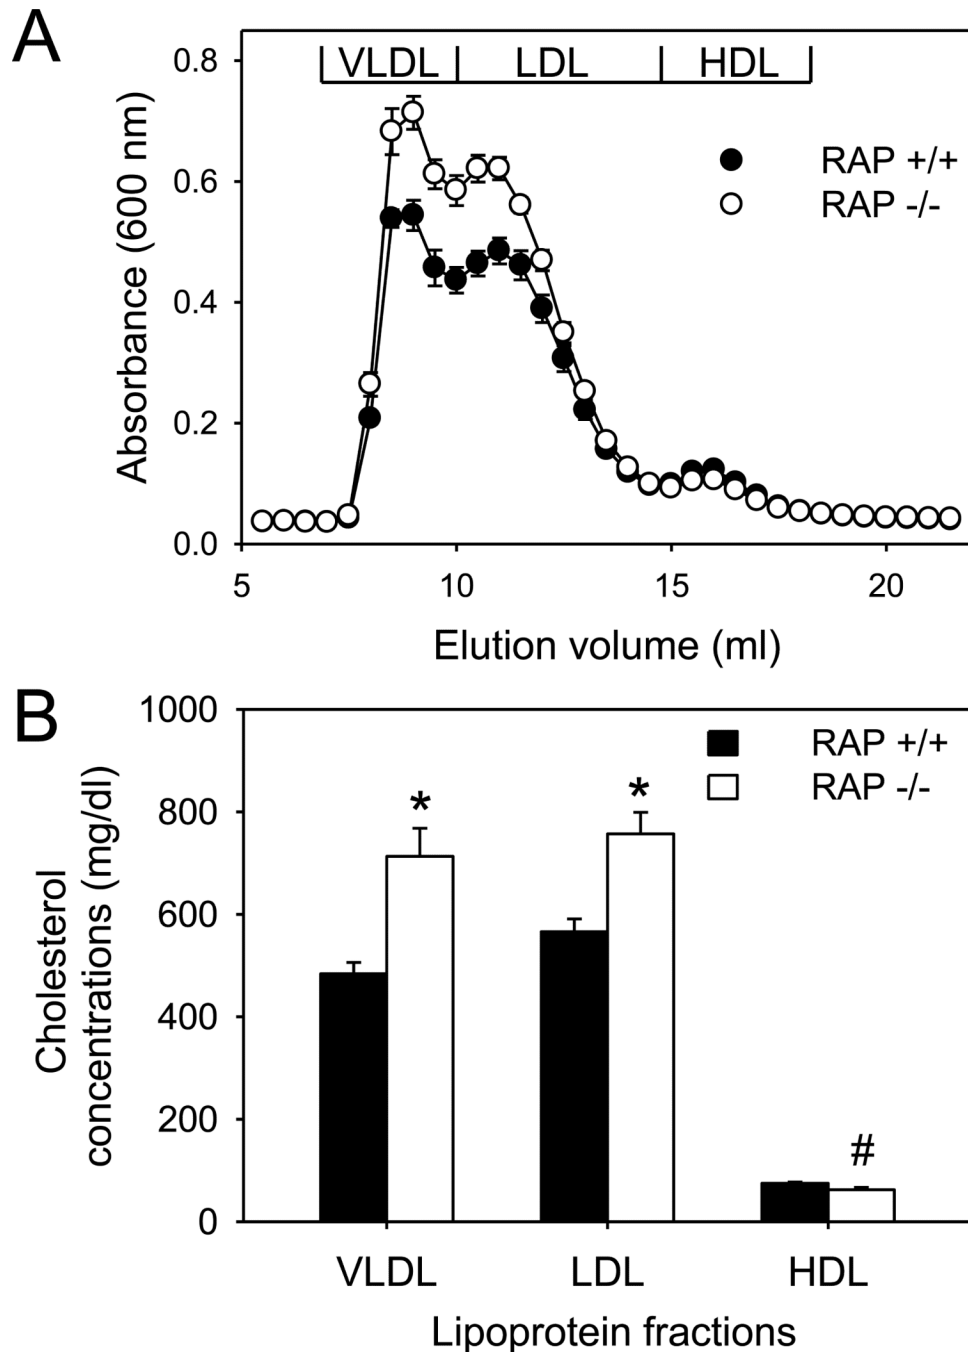 A
VLDL LDL HDL
RAP +/+
RAP -/-
Absorbance (600 nm)
0.8
0.6
0.4
0.2
0.0
5 10 15 20
Elution volume (ml)
B
RAP +/+
RAP -/-
Cholesterol
concentrations (mg/dl)
1000
800
600
400
200
0
* * #
VLDL LDL HDL
Lipoprotein fractions